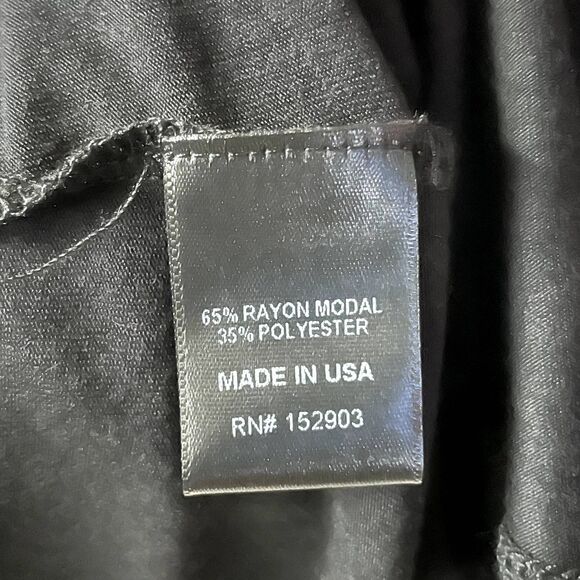 65% RAYON MODAL
35% POLYESTER
MADE IN USA
RN# 152903